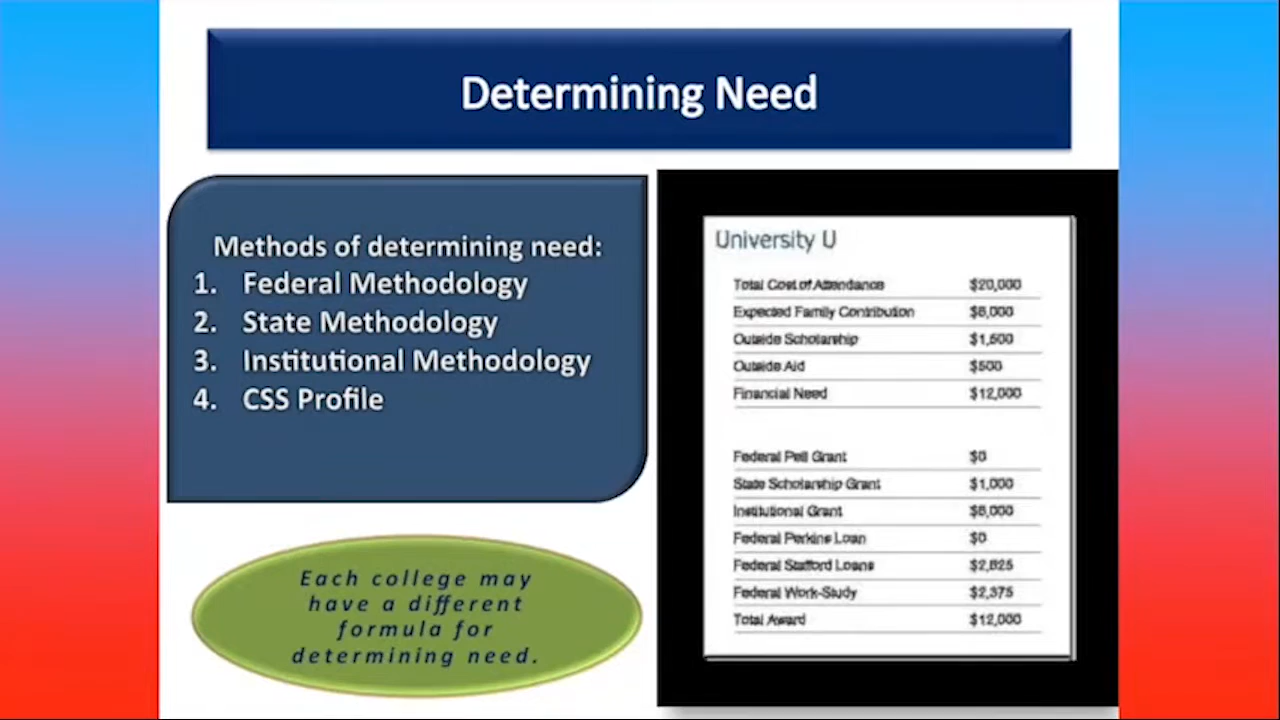 Determining Need
Methods of determining need:
1. Federal Methodology
2. State Methodology
3. Institutional Methodology
4. CSS Profile
Each college may
have a different
formula for
determining need.
University U
Total Cost of Attendance $20,000
Expected Family Contribution $6,000
Outside Scholarship $1,500
Outside Aid $500
Financial Need $12,000
Federal Pell Grant $0
State Scholarship Grant $1,000
Institutional Grant $6,000
Federal Perkins Loan $0
Federal Stafford Loans $2,625
Federal Work-Study $2,375
Total Award $12,000